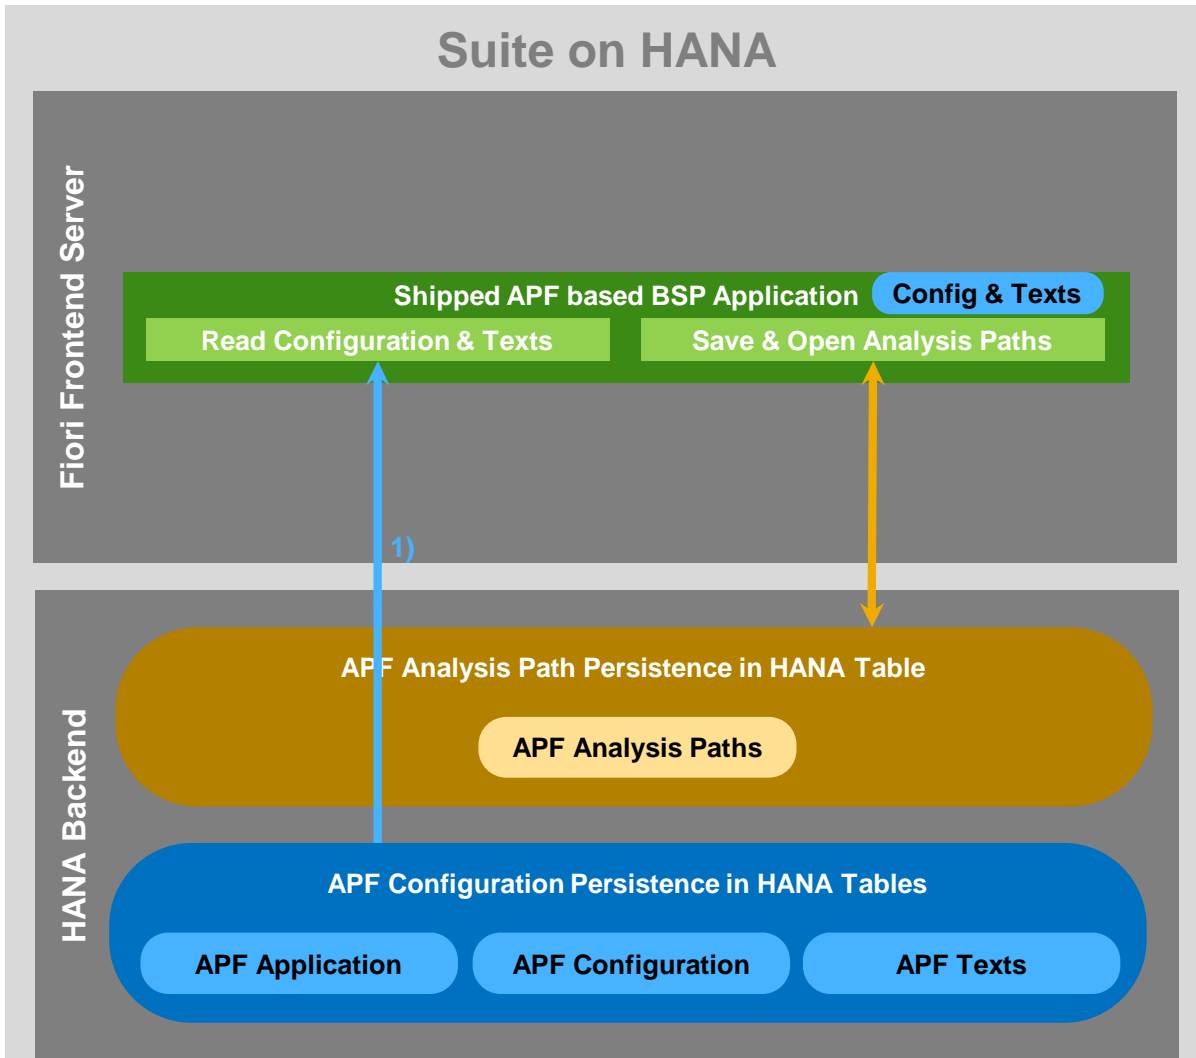 Suite on HANA
Fiori Frontend Server
Shipped APF based BSP Application
Config & Texts
Read Configuration & Texts
Save & Open Analysis Paths
1)
HANA Backend
APF Analysis Path Persistence in HANA Table
APF Analysis Paths
APF Configuration Persistence in HANA Tables
APF Application
APF Configuration
APF Texts